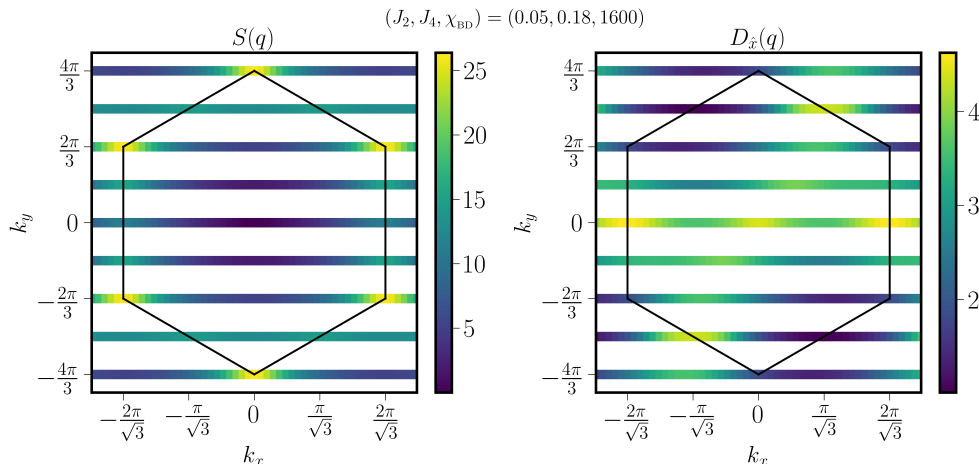 (J₂, J₄, χ_BD) = (0.05, 0.18, 1600)
S(q)
D_x̂(q)
4π/3
2π/3
0
−2π/3
−4π/3
k_y
−2π/√3
−π/√3
0
π/√3
2π/√3
k_x
25
20
15
10
5
4π/3
2π/3
0
−2π/3
−4π/3
k_y
−2π/√3
−π/√3
0
π/√3
2π/√3
k_x
4
3
2